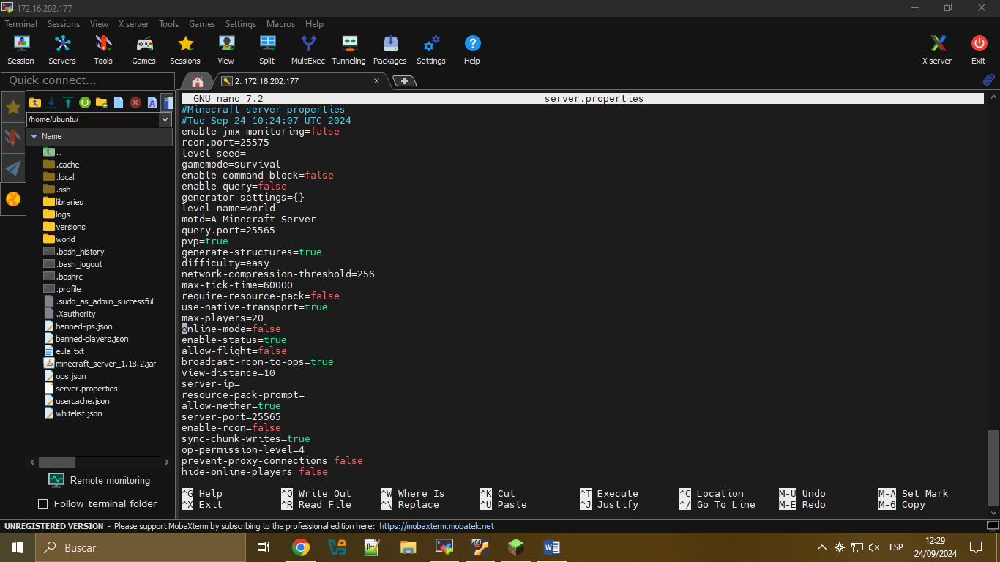 172.16.202.177
Terminal Sessions View X server Tools Games Settings Macros Help
Session Servers Tools Games Sessions View Split MultiExec Tunneling Packages Settings Help X server Exit
Quick connect...
2. 172.16.202.177
/home/ubuntu/
Name
..
.cache
.local
.ssh
libraries
logs
versions
world
.bash_history
.bash_logout
.bashrc
.profile
.sudo_as_admin_successful
.Xauthority
banned-ips.json
banned-players.json
eula.txt
minecraft_server_1.18.2.jar
ops.json
server.properties
usercache.json
whitelist.json
Remote monitoring
Follow terminal folder
GNU nano 7.2 server.properties
#Minecraft server properties
#Tue Sep 24 10:24:07 UTC 2024
enable-jmx-monitoring=false
rcon.port=25575
level-seed=
gamemode=survival
enable-command-block=false
enable-query=false
generator-settings={}
level-name=world
motd=A Minecraft Server
query.port=25565
pvp=true
generate-structures=true
difficulty=easy
network-compression-threshold=256
max-tick-time=60000
require-resource-pack=false
use-native-transport=true
max-players=20
online-mode=false
enable-status=true
allow-flight=false
broadcast-rcon-to-ops=true
view-distance=10
server-ip=
resource-pack-prompt=
allow-nether=true
server-port=25565
enable-rcon=false
sync-chunk-writes=true
op-permission-level=4
prevent-proxy-connections=false
hide-online-players=false
^G Help ^O Write Out ^W Where Is ^K Cut ^T Execute ^C Location M-U Undo M-A Set Mark
^X Exit ^R Read File ^\ Replace ^U Paste ^J Justify ^/ Go To Line M-E Redo M-6 Copy
UNREGISTERED VERSION - Please support MobaXterm by subscribing to the professional edition here: https://mobaxterm.mobatek.net
Buscar
ESP
12:29
24/09/2024